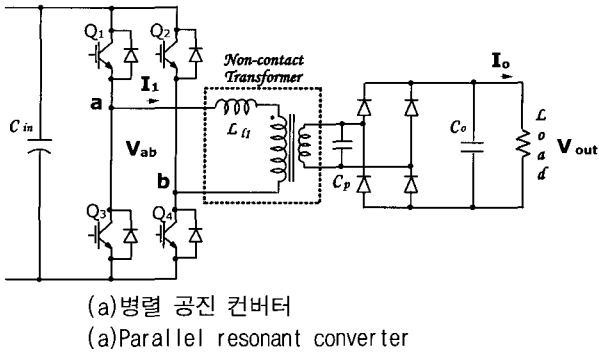 Q1
Q2
Non-contact
Transformer
I1
a
L l1
Cin
Vab
b
Q3
Q4
Cp
Co
Io
Load
Vout
(a)병렬 공진 컨버터
(a)Parallel resonant converter